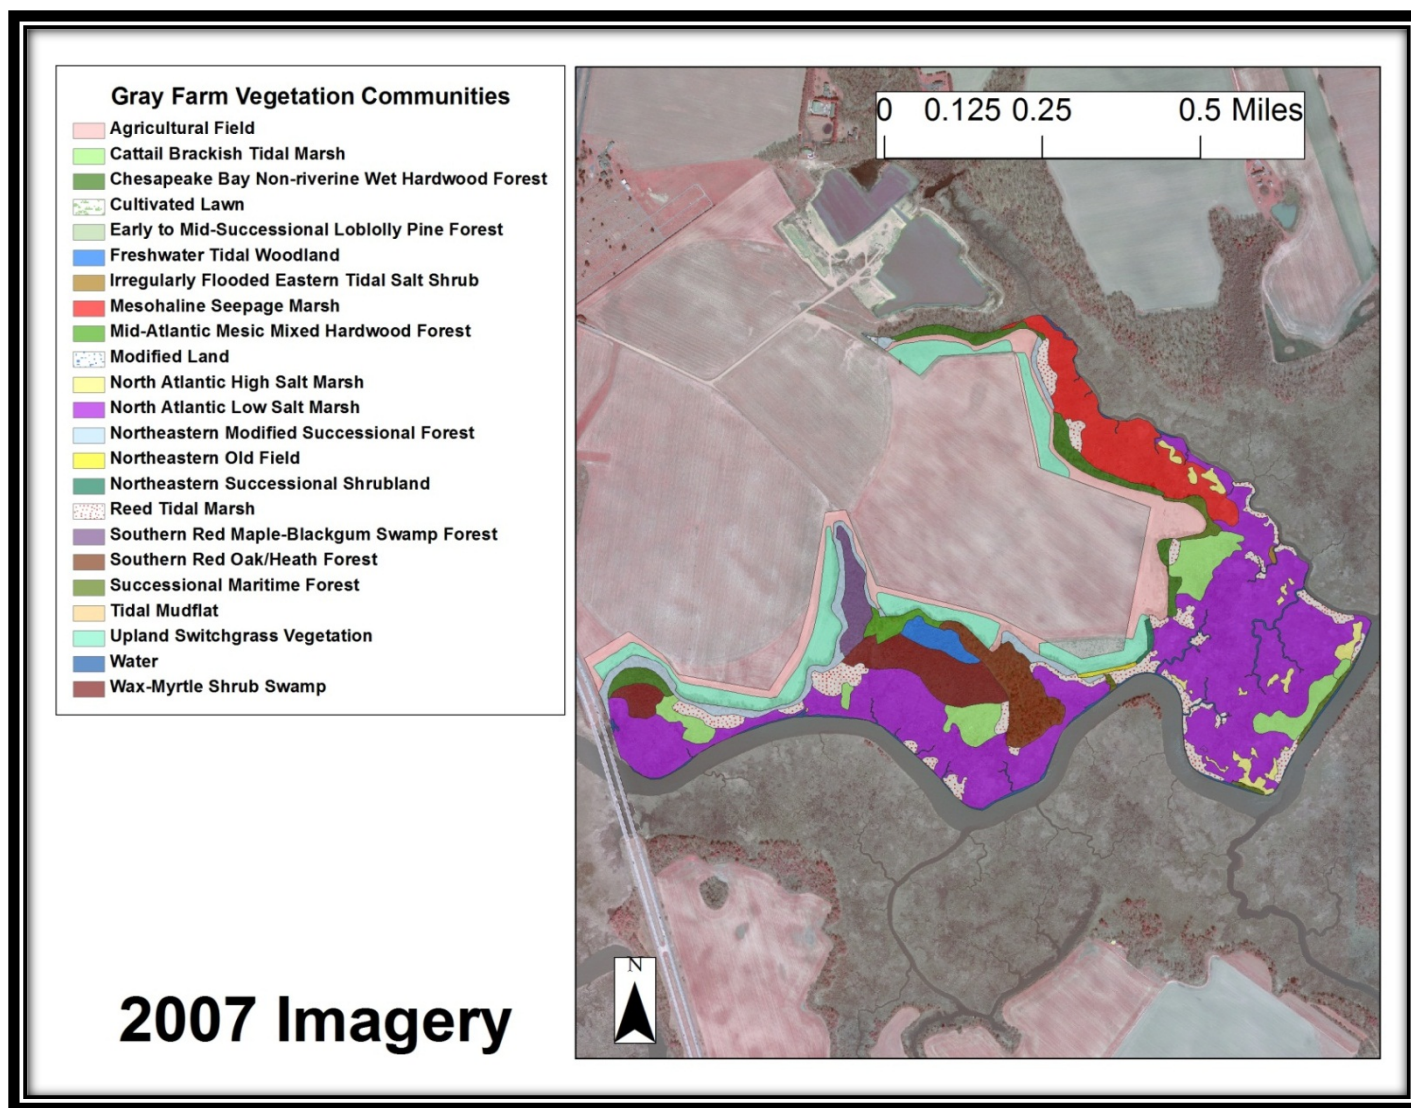 Gray Farm Vegetation Communities
Agricultural Field
Cattail Brackish Tidal Marsh
Chesapeake Bay Non-riverine Wet Hardwood Forest
Cultivated Lawn
Early to Mid-Successional Loblolly Pine Forest
Freshwater Tidal Woodland
Irregularly Flooded Eastern Tidal Salt Shrub
Mesohaline Seepage Marsh
Mid-Atlantic Mesic Mixed Hardwood Forest
Modified Land
North Atlantic High Salt Marsh
North Atlantic Low Salt Marsh
Northeastern Modified Successional Forest
Northeastern Old Field
Northeastern Successional Shrubland
Reed Tidal Marsh
Southern Red Maple-Blackgum Swamp Forest
Southern Red Oak/Heath Forest
Successional Maritime Forest
Tidal Mudflat
Upland Switchgrass Vegetation
Water
Wax-Myrtle Shrub Swamp
0 0.125 0.25 0.5 Miles
N
2007 Imagery